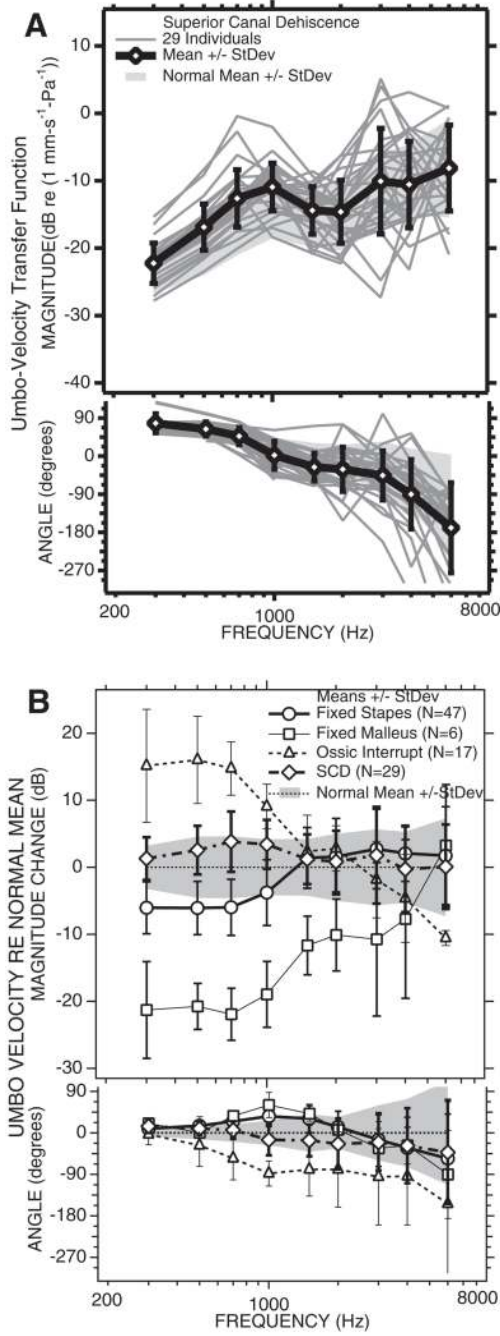 A
Superior Canal Dehiscence
29 Individuals
Mean +/- StDev
Normal Mean +/- StDev
Umbo-Velocity Transfer Function
MAGNITUDE(dB re (1 mm-s⁻¹-Pa⁻¹))
10
0
-10
-20
-30
-40
ANGLE (degrees)
90
0
-90
-180
-270
200
1000
8000
FREQUENCY (Hz)
B
Means +/- StDev
Fixed Stapes (N=47)
Fixed Malleus (N=6)
Ossic Interrupt (N=17)
SCD (N=29)
Normal Mean +/-StDev
UMBO VELOCITY RE NORMAL MEAN
MAGNITUDE CHANGE (dB)
20
10
0
-10
-20
-30
ANGLE (degrees)
90
0
-90
-180
-270
200
1000
8000
FREQUENCY (Hz)